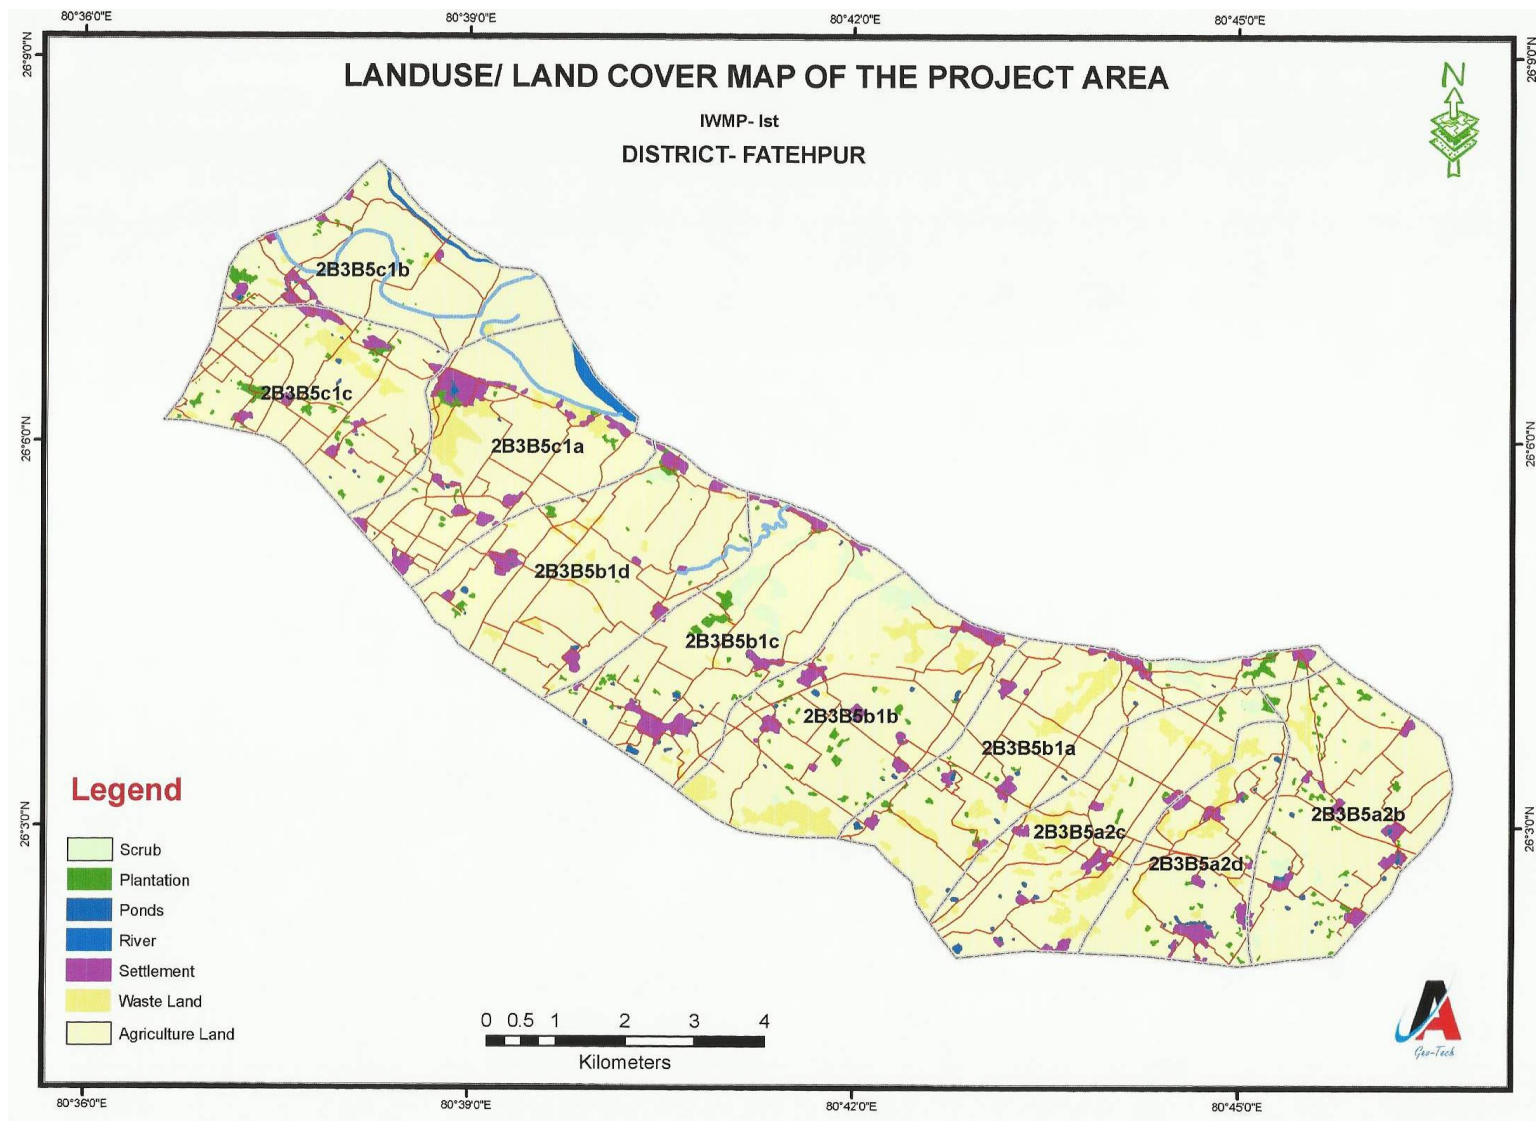 80°36'0"E 80°39'0"E 80°42'0"E 80°45'0"E
26°9'0"N 26°9'0"N
LANDUSE/ LAND COVER MAP OF THE PROJECT AREA
IWMP- Ist
DISTRICT- FATEHPUR
N
2B3B5c1b
2B3B5c1c
2B3B5c1a
26°6'0"N 26°6'0"N
2B3B5b1d
2B3B5b1c
2B3B5b1b
2B3B5b1a
2B3B5a2b
2B3B5a2c
2B3B5a2d
26°3'0"N 26°3'0"N
Legend
Scrub
Plantation
Ponds
River
Settlement
Waste Land
Agriculture Land
0 0.5 1 2 3 4
Kilometers
A
Geo-Tech
80°36'0"E 80°39'0"E 80°42'0"E 80°45'0"E